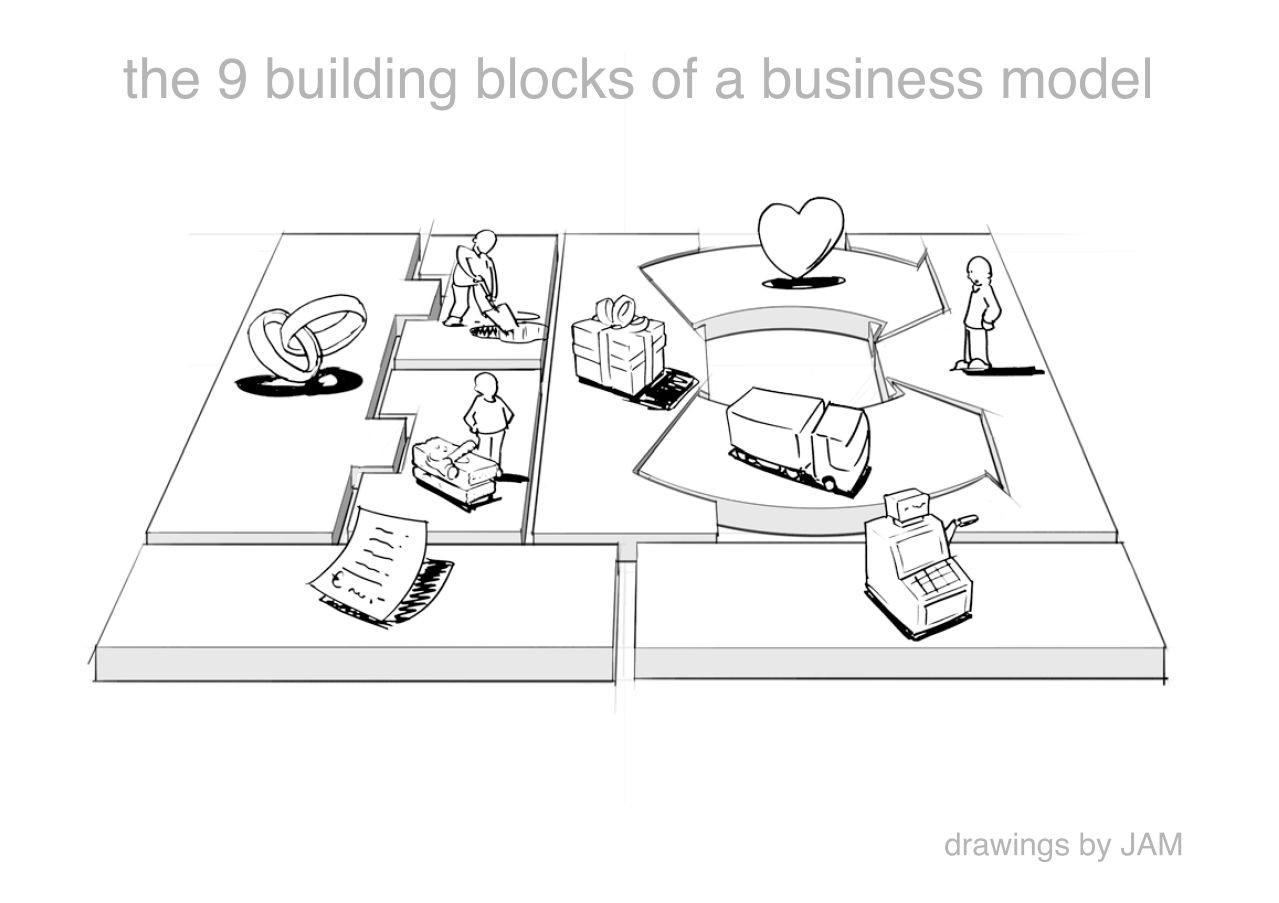 the 9 building blocks of a business model
€
drawings by JAM